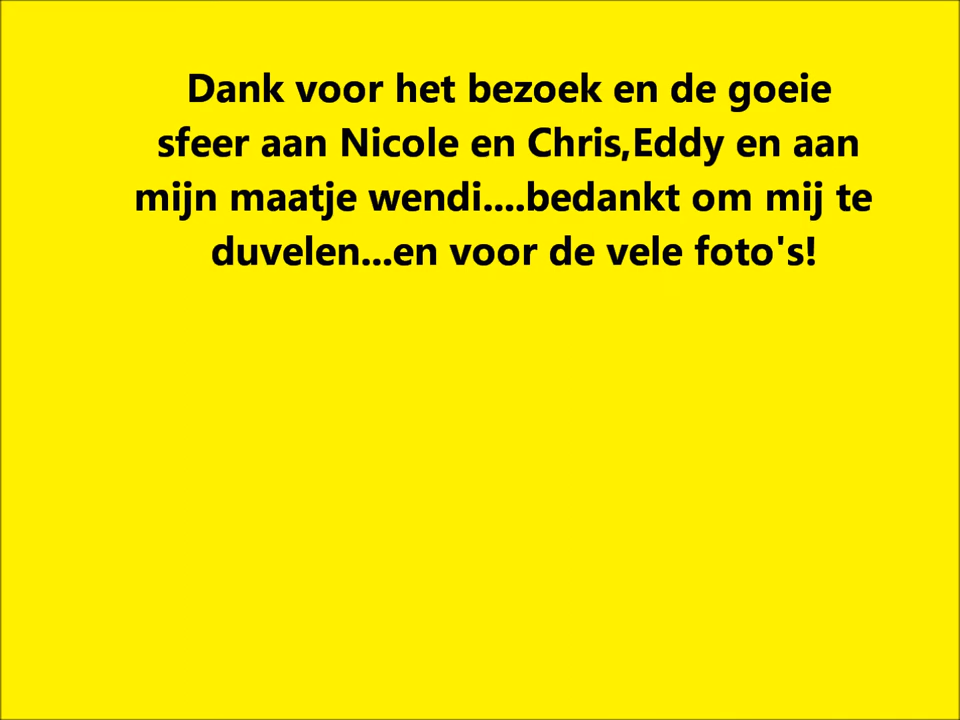 Dank voor het bezoek en de goeie
sfeer aan Nicole en Chris,Eddy en aan
mijn maatje wendi....bedankt om mij te
duvelen...en voor de vele foto's!